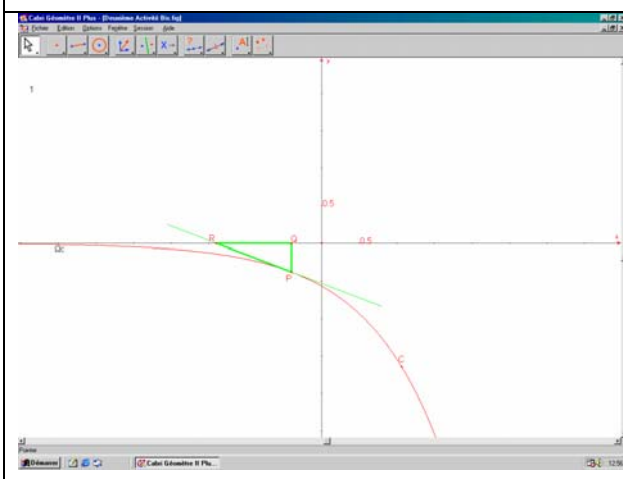 Cabri Géomètre II Plus - [Deuxième Activité Bis.fig]
Fichier Edition Options Fenêtre Session Aide
1
y
0.5
R
Q
0.5
x
P
C
Pointer
Démarrer
Cabri Géomètre II Plu...